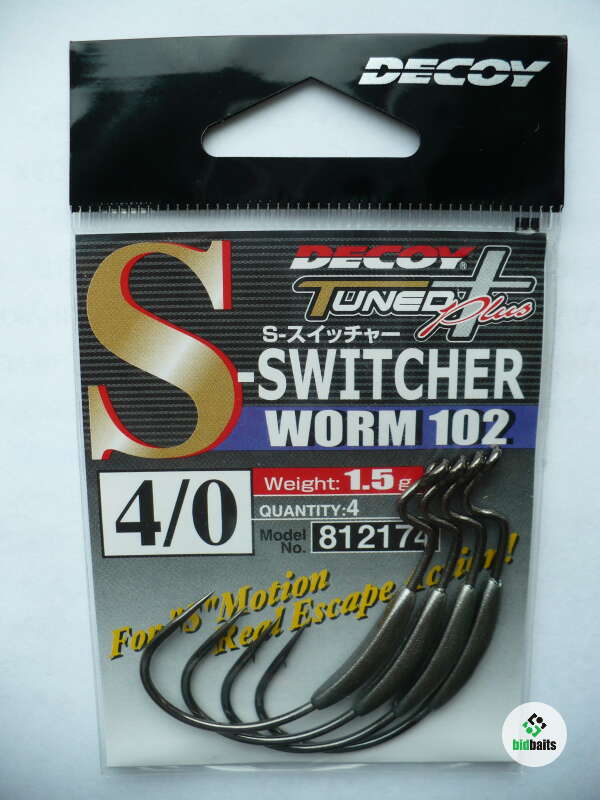 DECOY
DECOY®
TUNED Plus
S-スイッチャー
S-SWITCHER
WORM 102
4/0
Weight: 1.5 g
QUANTITY:4
Model No. 812174
For "S" Motion
Real Escape Action!
bidbaits